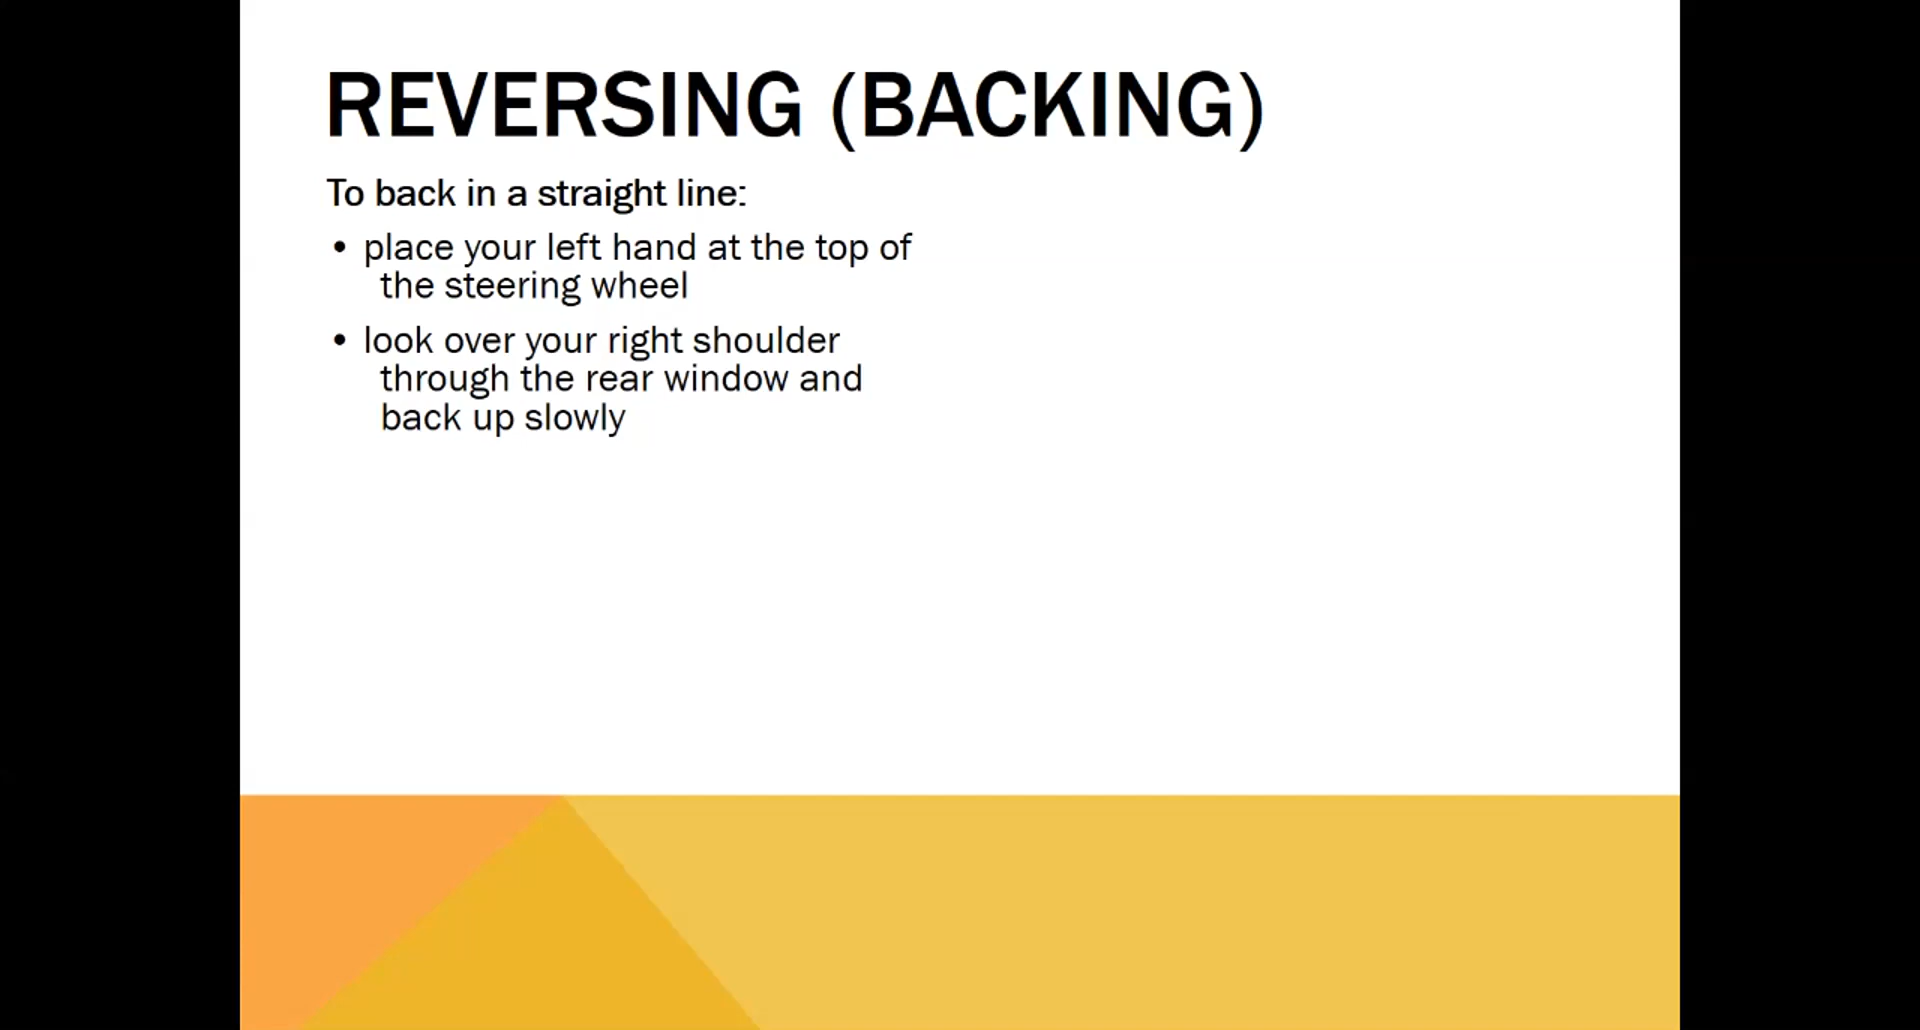 REVERSING (BACKING)
To back in a straight line:
• place your left hand at the top of
the steering wheel
• look over your right shoulder
through the rear window and
back up slowly